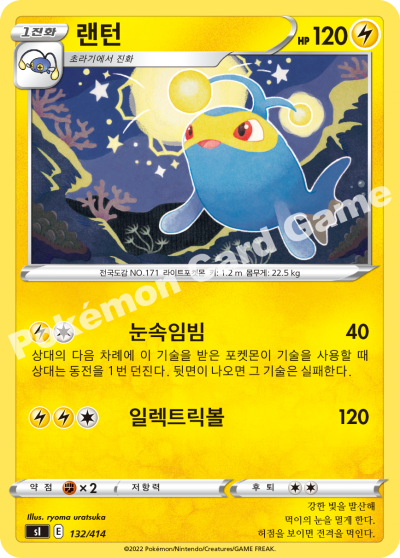 1진화
랜턴
HP 120
초라기에서 진화
전국도감 NO.171 라이트포켓몬 키: 1.2 m 몸무게: 22.5 kg
Pokémon Card Game
눈속임빔 40
상대의 다음 차례에 이 기술을 받은 포켓몬이 기술을 사용할 때
상대는 동전을 1번 던진다. 뒷면이 나오면 그 기술은 실패한다.
일렉트릭볼 120
약점 ×2 저항력 후퇴
Illus. ryoma uratsuka
sI E 132/414
강한 빛을 발산해
먹이의 눈을 멀게 한다.
허점을 보이면 전격을 먹인다.
©2022 Pokémon/Nintendo/Creatures/GAME FREAK.